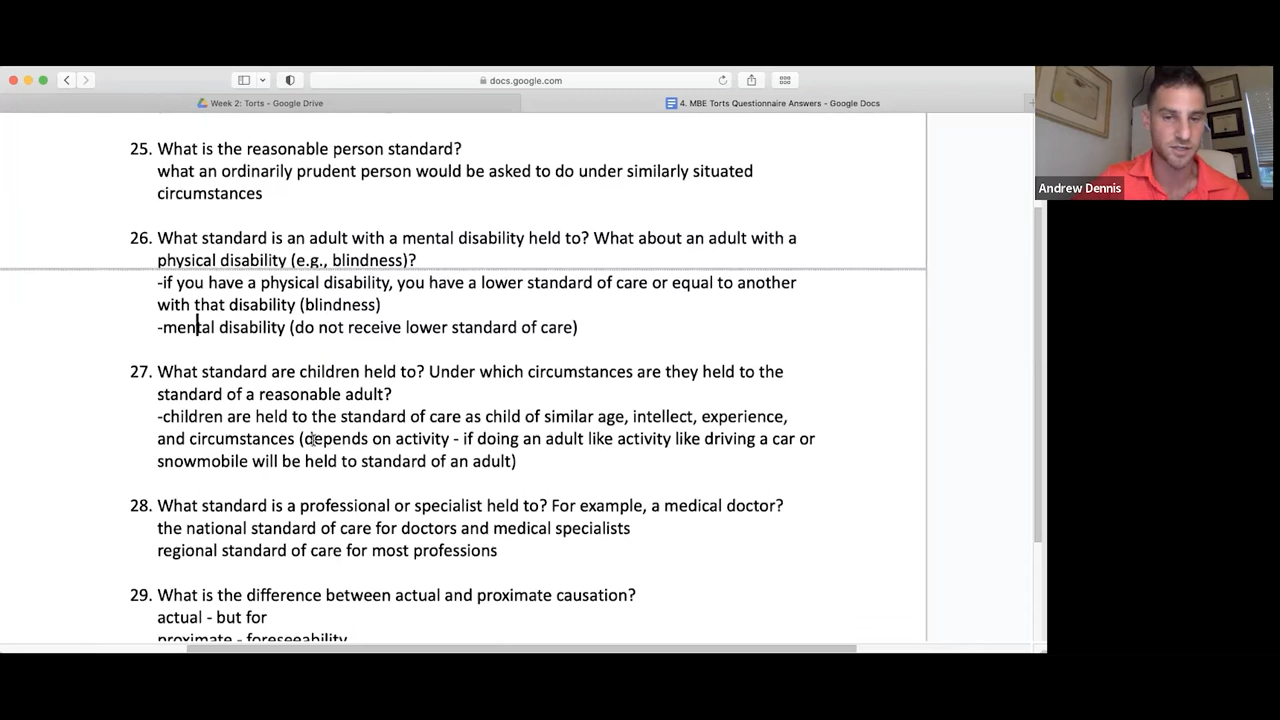 docs.google.com
Week 2: Torts - Google Drive
4. MBE Torts Questionnaire Answers - Google Docs
Andrew Dennis
25. What is the reasonable person standard?
what an ordinarily prudent person would be asked to do under similarly situated
circumstances
26. What standard is an adult with a mental disability held to? What about an adult with a
physical disability (e.g., blindness)?
-if you have a physical disability, you have a lower standard of care or equal to another
with that disability (blindness)
-mental disability (do not receive lower standard of care)
27. What standard are children held to? Under which circumstances are they held to the
standard of a reasonable adult?
-children are held to the standard of care as child of similar age, intellect, experience,
and circumstances (depends on activity - if doing an adult like activity like driving a car or
snowmobile will be held to standard of an adult)
28. What standard is a professional or specialist held to? For example, a medical doctor?
the national standard of care for doctors and medical specialists
regional standard of care for most professions
29. What is the difference between actual and proximate causation?
actual - but for
proximate - foreseeability